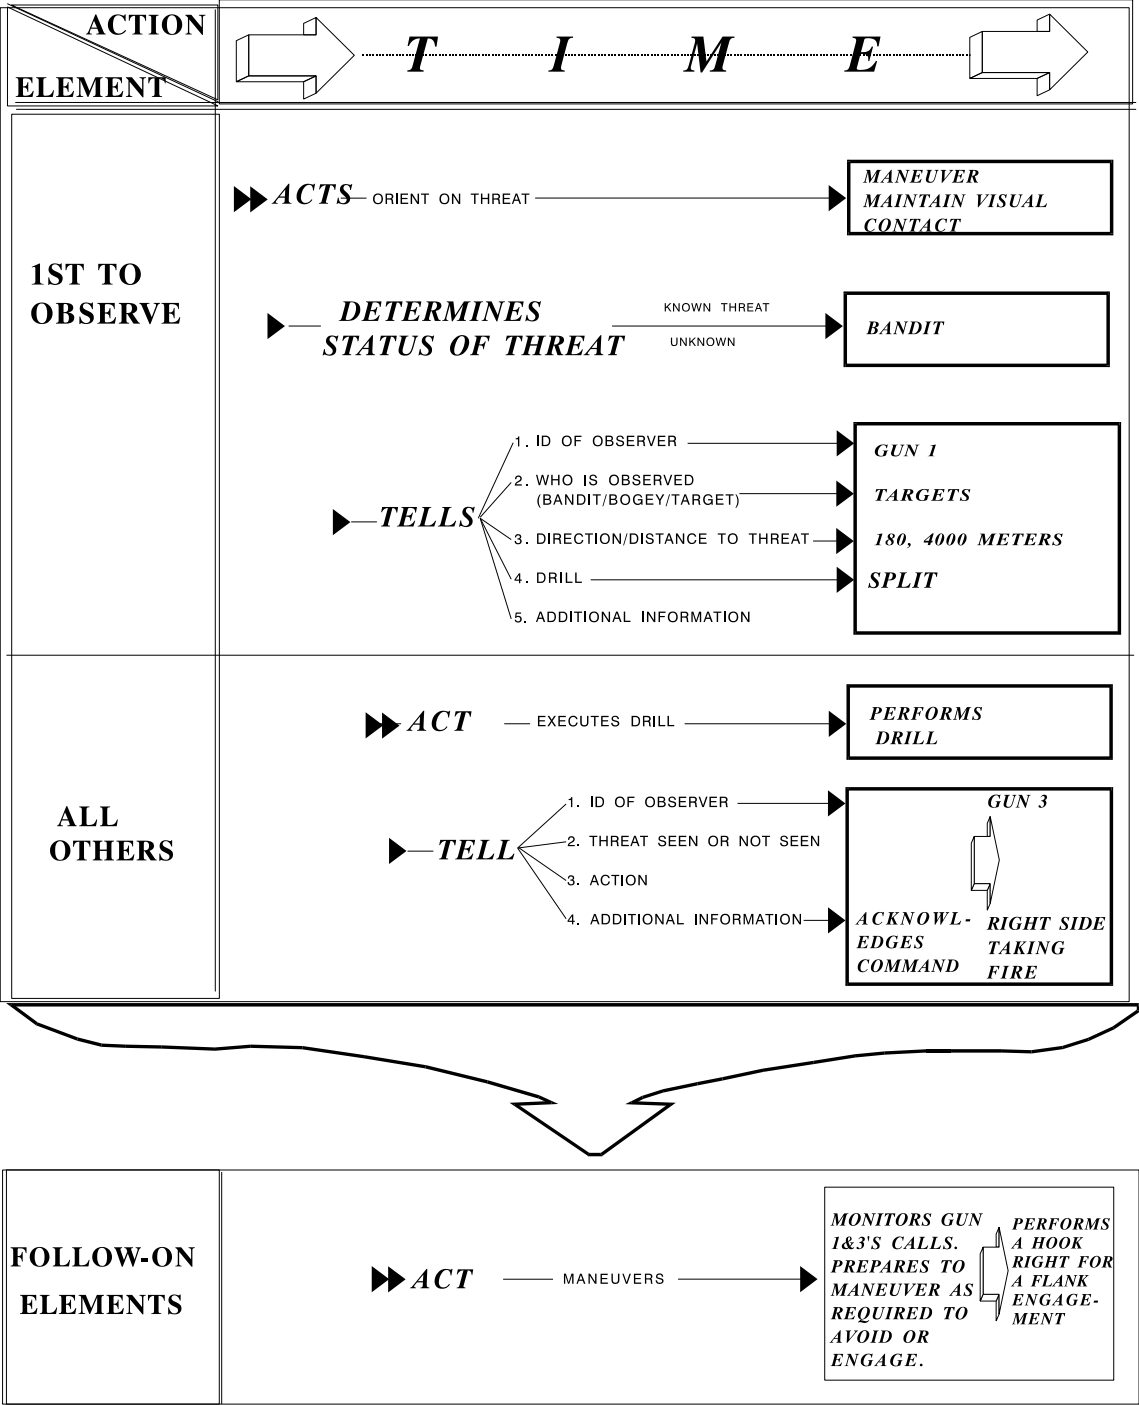 ACTION
ELEMENT
T I M E
1ST TO
OBSERVE
ACTS
ORIENT ON THREAT
MANEUVER
MAINTAIN VISUAL
CONTACT
DETERMINES
STATUS OF THREAT
KNOWN THREAT
UNKNOWN
BANDIT
TELLS
1. ID OF OBSERVER
GUN 1
2. WHO IS OBSERVED
(BANDIT/BOGEY/TARGET)
TARGETS
3. DIRECTION/DISTANCE TO THREAT
180, 4000 METERS
4. DRILL
SPLIT
5. ADDITIONAL INFORMATION
ALL
OTHERS
ACT
EXECUTES DRILL
PERFORMS
DRILL
TELL
1. ID OF OBSERVER
2. THREAT SEEN OR NOT SEEN
3. ACTION
4. ADDITIONAL INFORMATION
GUN 3
ACKNOWL-
EDGES
COMMAND
RIGHT SIDE
TAKING
FIRE
FOLLOW-ON
ELEMENTS
ACT
MANEUVERS
MONITORS GUN
1&3'S CALLS.
PREPARES TO
MANEUVER AS
REQUIRED TO
AVOID OR
ENGAGE.
PERFORMS
A HOOK
RIGHT FOR
A FLANK
ENGAGE-
MENT